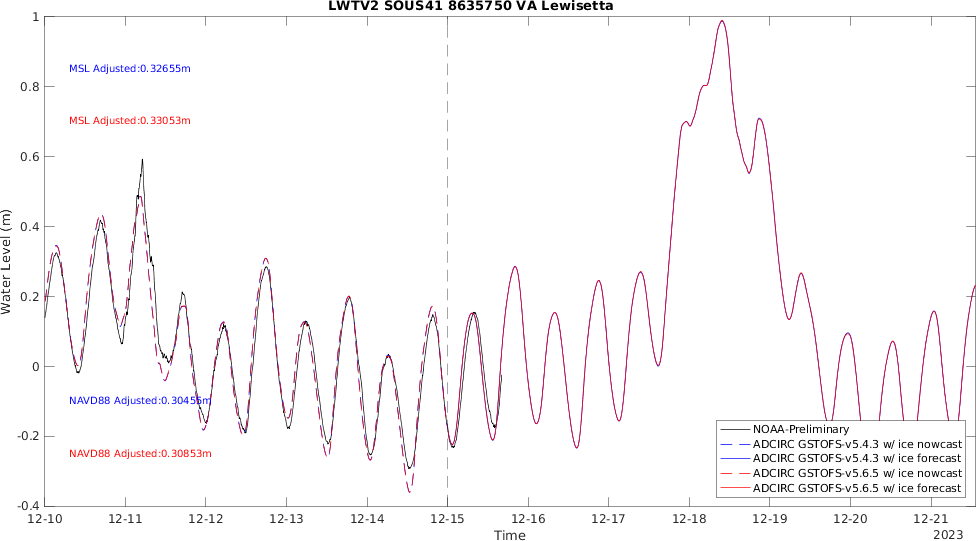 LWTV2 SOUS41 8635750 VA Lewisetta
1
0.8
0.6
0.4
0.2
0
-0.2
-0.4
Water Level (m)
MSL Adjusted:0.32655m
MSL Adjusted:0.33053m
NAVD88 Adjusted:0.30455m
NAVD88 Adjusted:0.30853m
NOAA-Preliminary
ADCIRC GSTOFS-v5.4.3 w/ ice nowcast
ADCIRC GSTOFS-v5.4.3 w/ ice forecast
ADCIRC GSTOFS-v5.6.5 w/ ice nowcast
ADCIRC GSTOFS-v5.6.5 w/ ice forecast
12-10 12-11 12-12 12-13 12-14 12-15 12-16 12-17 12-18 12-19 12-20 12-21
Time
2023